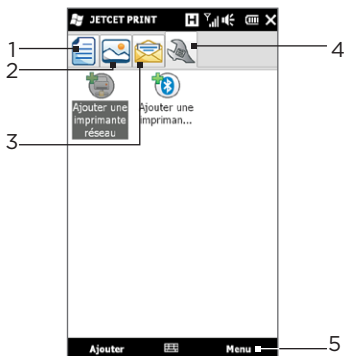 JETCET PRINT
H
1
2
3
4
Ajouter une
imprimante
réseau
Ajouter une
impriman...
Ajouter
Menu
5